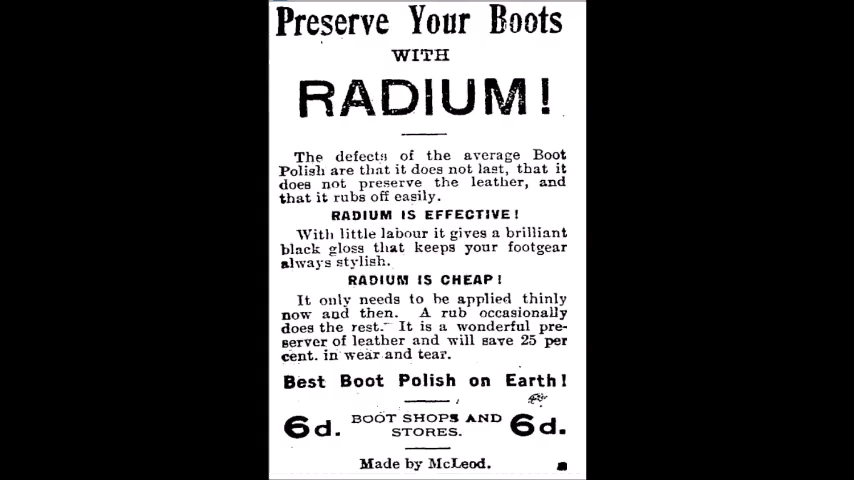 Preserve Your Boots
WITH
RADIUM!
The defects of the average Boot
Polish are that it does not last, that it
does not preserve the leather, and
that it rubs off easily.
RADIUM IS EFFECTIVE!
With little labour it gives a brilliant
black gloss that keeps your footgear
always stylish.
RADIUM IS CHEAP!
It only needs to be applied thinly
now and then. A rub occasionally
does the rest. It is a wonderful pre-
server of leather and will save 25 per
cent. in wear and tear.
Best Boot Polish on Earth!
6d. BOOT SHOPS AND 6d.
STORES.
Made by McLeod.